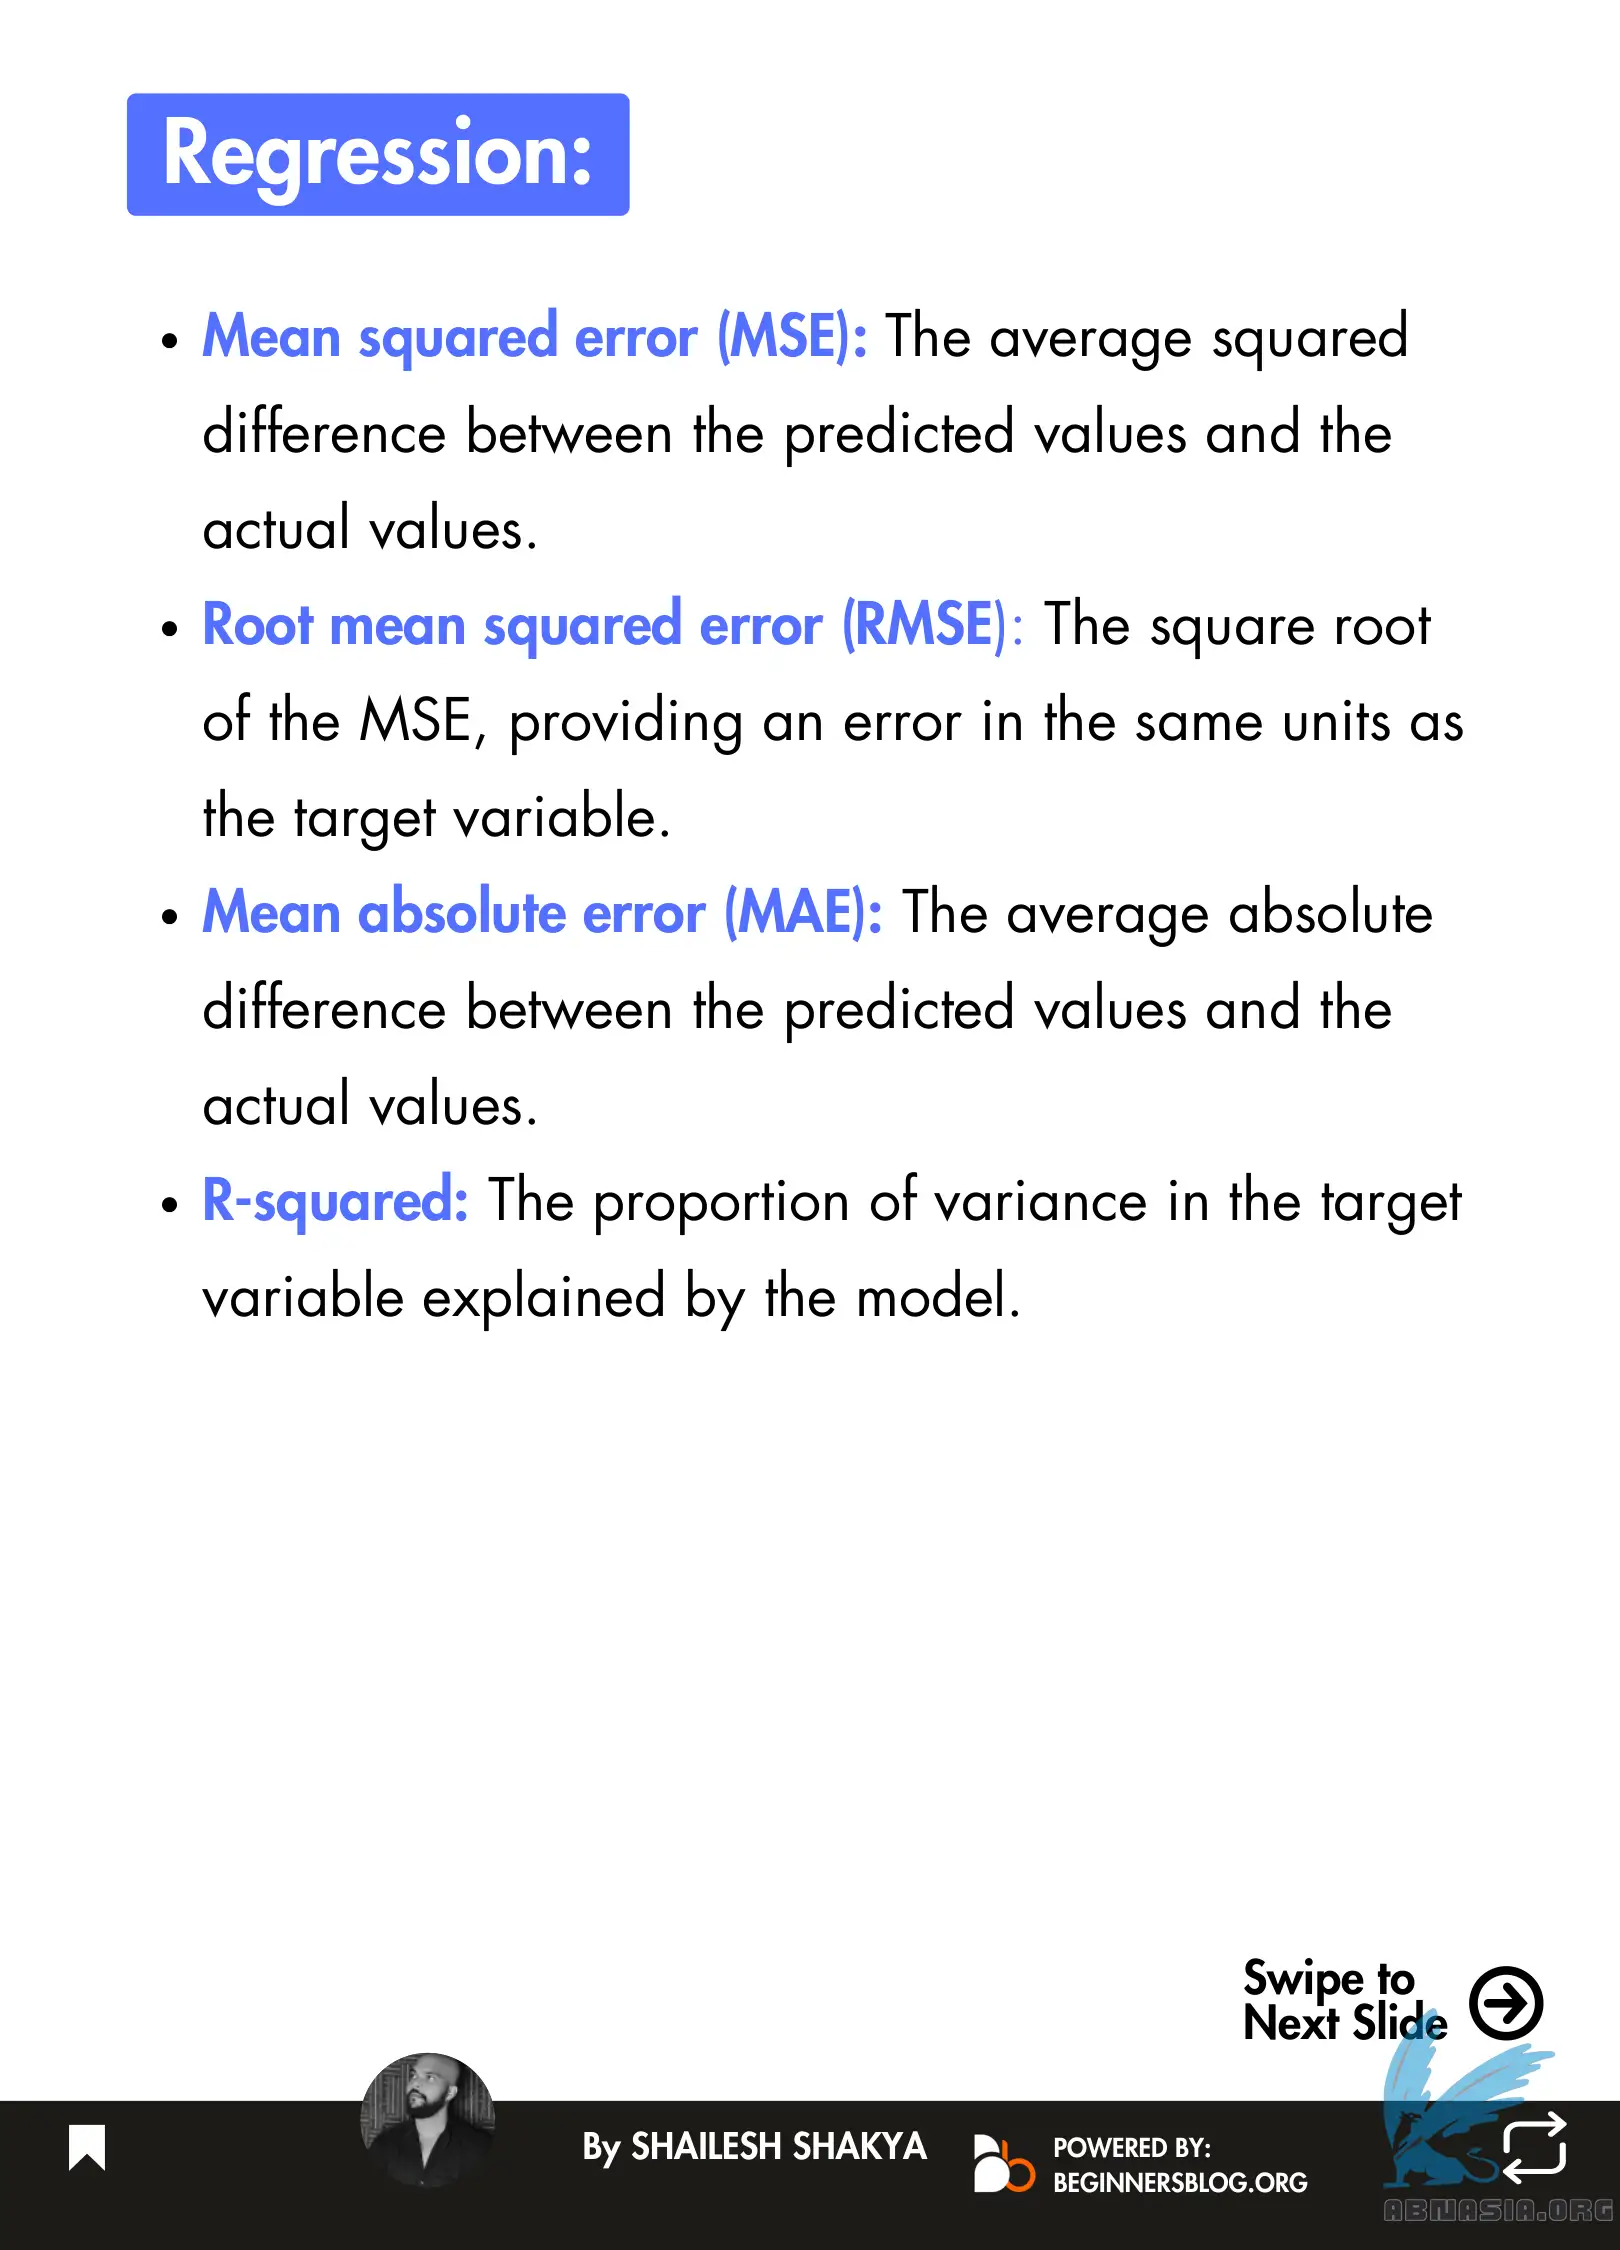 Regression:
• Mean squared error (MSE): The average squared
difference between the predicted values and the
actual values.
• Root mean squared error (RMSE): The square root
of the MSE, providing an error in the same units as
the target variable.
• Mean absolute error (MAE): The average absolute
difference between the predicted values and the
actual values.
• R-squared: The proportion of variance in the target
variable explained by the model.
Swipe to
Next Slide
By SHAILESH SHAKYA
POWERED BY:
BEGINNERSBLOG.ORG
ABNASIA.ORG